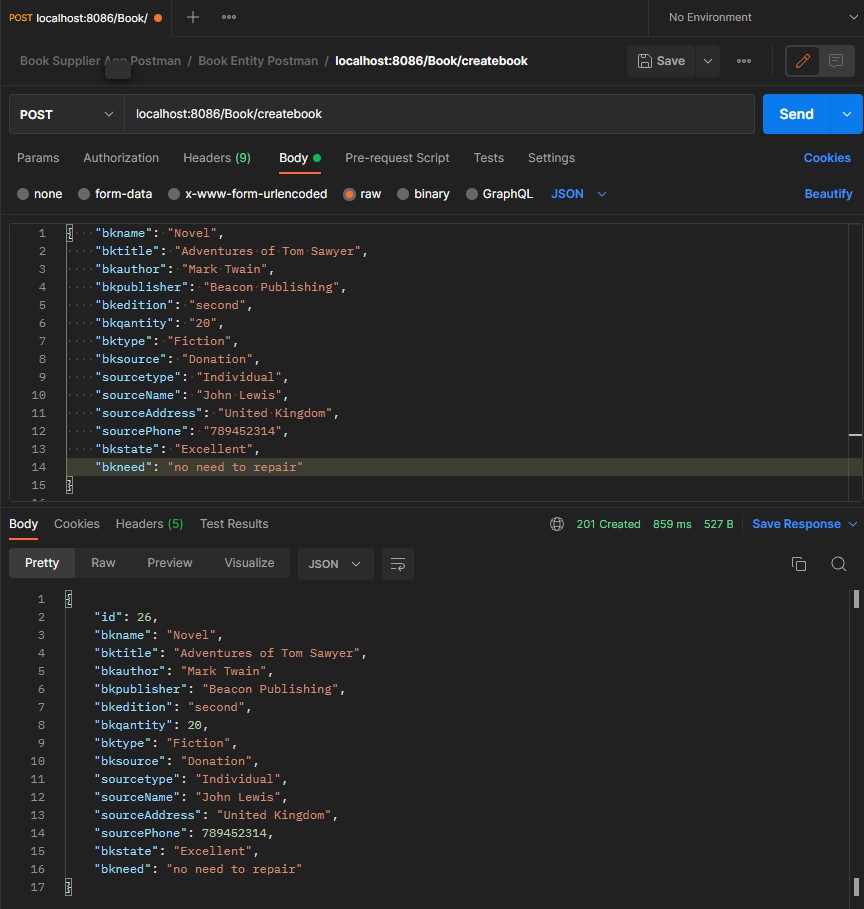 POST localhost:8086/Book/
No Environment
Book Supplier App Postman / Book Entity Postman / localhost:8086/Book/createbook
Save
POST localhost:8086/Book/createbook Send
Params Authorization Headers (9) Body Pre-request Script Tests Settings Cookies
none form-data x-www-form-urlencoded raw binary GraphQL JSON Beautify
1 {    "bkname": "Novel",
2     "bktitle": "Adventures of Tom Sawyer",
3     "bkauthor": "Mark Twain",
4     "bkpublisher": "Beacon Publishing",
5     "bkedition": "second",
6     "bkqantity": "20",
7     "bktype": "Fiction",
8     "bksource": "Donation",
9     "sourcetype": "Individual",
10     "sourceName": "John Lewis",
11     "sourceAddress": "United Kingdom",
12     "sourcePhone": "789452314",
13     "bkstate": "Excellent",
14     "bkneed": "no need to repair"
15 }
Body Cookies Headers (5) Test Results 201 Created 859 ms 527 B Save Response
Pretty Raw Preview Visualize JSON
1 {
2     "id": 26,
3     "bkname": "Novel",
4     "bktitle": "Adventures of Tom Sawyer",
5     "bkauthor": "Mark Twain",
6     "bkpublisher": "Beacon Publishing",
7     "bkedition": "second",
8     "bkqantity": 20,
9     "bktype": "Fiction",
10     "bksource": "Donation",
11     "sourcetype": "Individual",
12     "sourceName": "John Lewis",
13     "sourceAddress": "United Kingdom",
14     "sourcePhone": 789452314,
15     "bkstate": "Excellent",
16     "bkneed": "no need to repair"
17 }